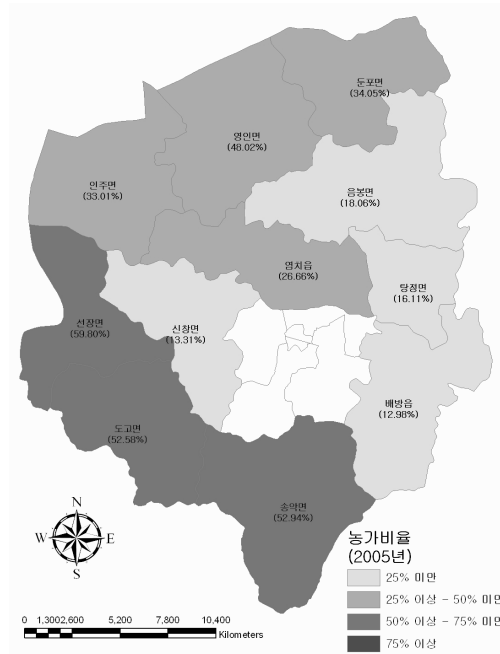 둔포면
(34.05%)
영인면
(48.02%)
인주면
(33.01%)
음봉면
(18.06%)
염치읍
(26.66%)
탕정면
(16.11%)
선장면
(59.80%)
신창면
(13.31%)
배방읍
(12.98%)
도고면
(52.58%)
송악면
(52.94%)
N
W E
S
농가비율
(2005년)
25% 미만
25% 이상 - 50% 미만
50% 이상 - 75% 미만
75% 이상
0 1,3002,600 5,200 7,800 10,400
Kilometers